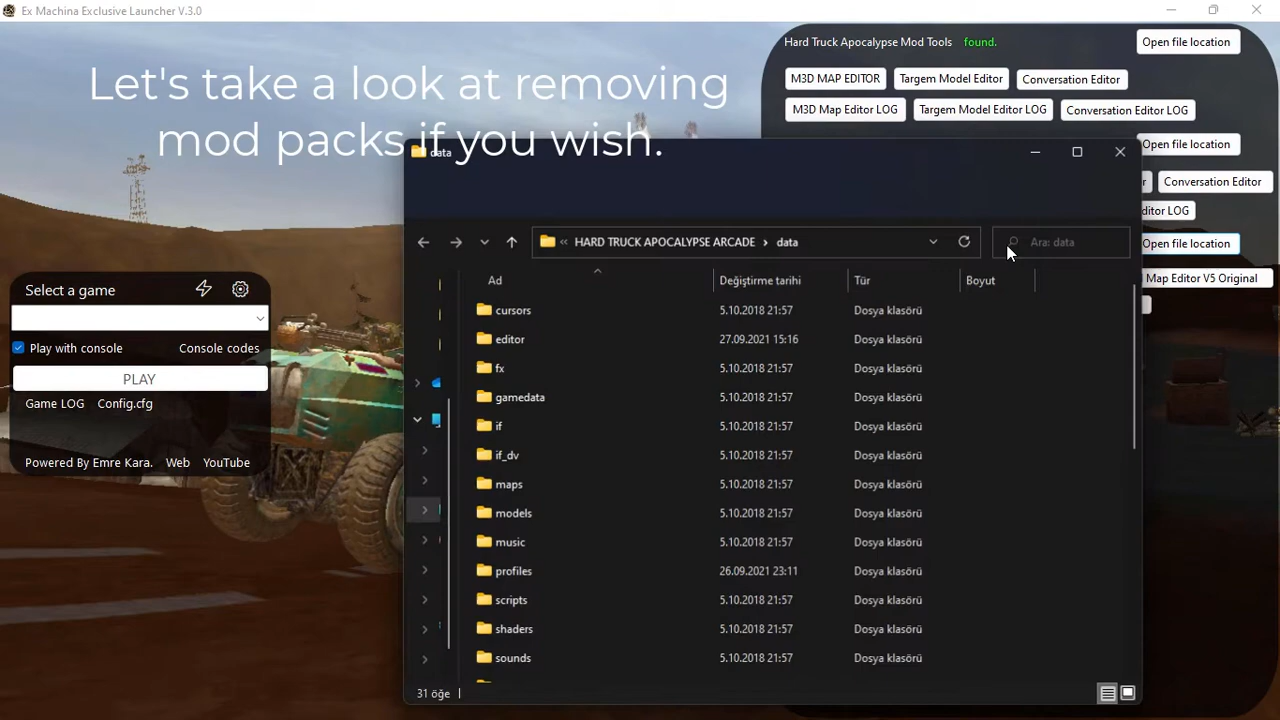 Ex Machina Exclusive Launcher V.3.0
Let's take a look at removing
mod packs if you wish.
Hard Truck Apocalypse Mod Tools found.
Open file location
M3D MAP EDITOR
Targem Model Editor
Conversation Editor
M3D Map Editor LOG
Targem Model Editor LOG
Conversation Editor LOG
Open file location
Conversation Editor
ditor LOG
Open file location
Map Editor V5 Original
Select a game
Play with console
Console codes
PLAY
Game LOG
Config.cfg
Powered By Emre Kara.
Web
YouTube
data
« HARD TRUCK APOCALYPSE ARCADE › data
Ara: data
Ad Değiştirme tarihi Tür Boyut
cursors 5.10.2018 21:57 Dosya klasörü
editor 27.09.2021 15:16 Dosya klasörü
fx 5.10.2018 21:57 Dosya klasörü
gamedata 5.10.2018 21:57 Dosya klasörü
if 5.10.2018 21:57 Dosya klasörü
if_dv 5.10.2018 21:57 Dosya klasörü
maps 5.10.2018 21:57 Dosya klasörü
models 5.10.2018 21:57 Dosya klasörü
music 5.10.2018 21:57 Dosya klasörü
profiles 26.09.2021 23:11 Dosya klasörü
scripts 5.10.2018 21:57 Dosya klasörü
shaders 5.10.2018 21:57 Dosya klasörü
sounds 5.10.2018 21:57 Dosya klasörü
31 öğe